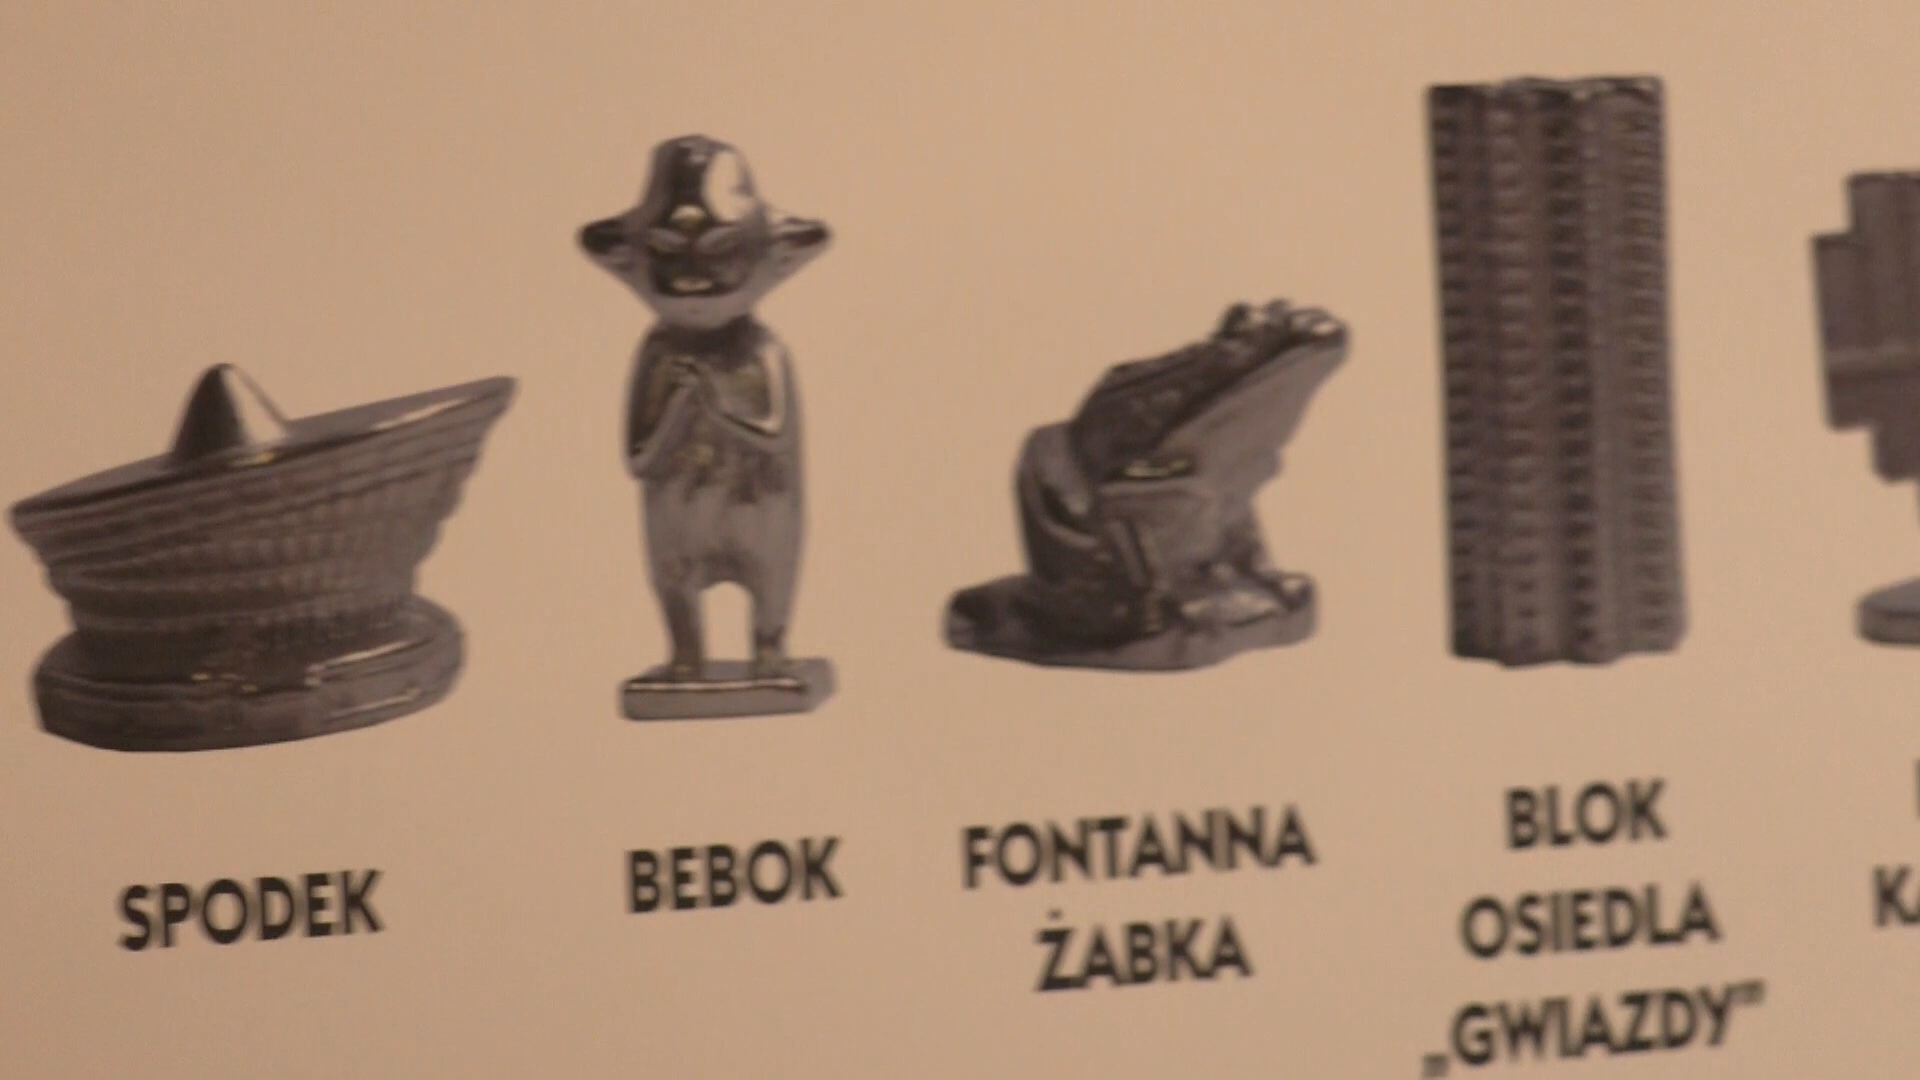 SPODEK
BEBOK
FONTANNA
ŻABKA
BLOK
OSIEDLA
„GWIAZDY”